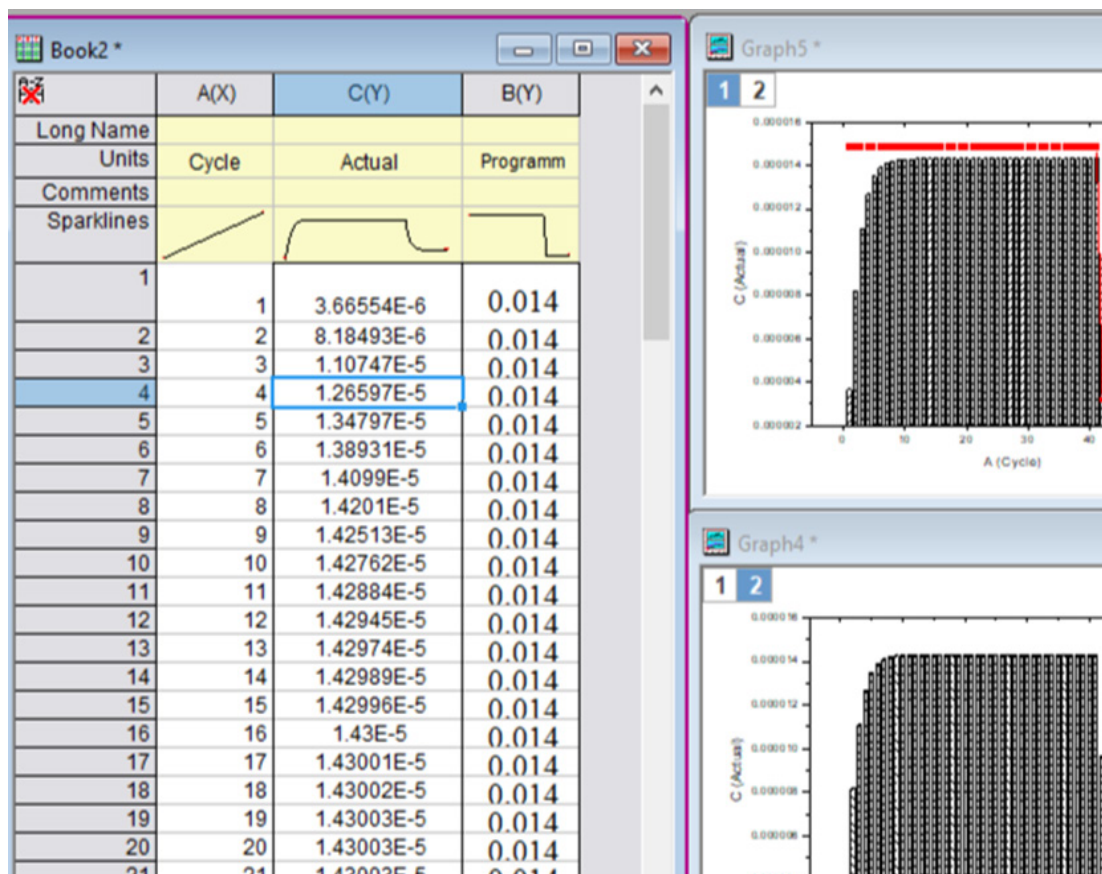 Book2 *
A(X) C(Y) B(Y)
Long Name
Units Cycle Actual Programm
Comments
Sparklines
1 1 3.66554E-6 0.014
2 2 8.18493E-6 0.014
3 3 1.10747E-5 0.014
4 4 1.26597E-5 0.014
5 5 1.34797E-5 0.014
6 6 1.38931E-5 0.014
7 7 1.4099E-5 0.014
8 8 1.4201E-5 0.014
9 9 1.42513E-5 0.014
10 10 1.42762E-5 0.014
11 11 1.42884E-5 0.014
12 12 1.42945E-5 0.014
13 13 1.42974E-5 0.014
14 14 1.42989E-5 0.014
15 15 1.42996E-5 0.014
16 16 1.43E-5 0.014
17 17 1.43001E-5 0.014
18 18 1.43002E-5 0.014
19 19 1.43003E-5 0.014
20 20 1.43003E-5 0.014
Graph5 *
1 2
0.000016
0.000014
0.000012
0.000010
0.000008
0.000006
0.000004
0.000002
C (Actual)
0 10 20 30 40
A (Cycle)
Graph4 *
1 2
0.000016
0.000014
0.000012
0.000010
0.000008
0.000006
C (Actual)